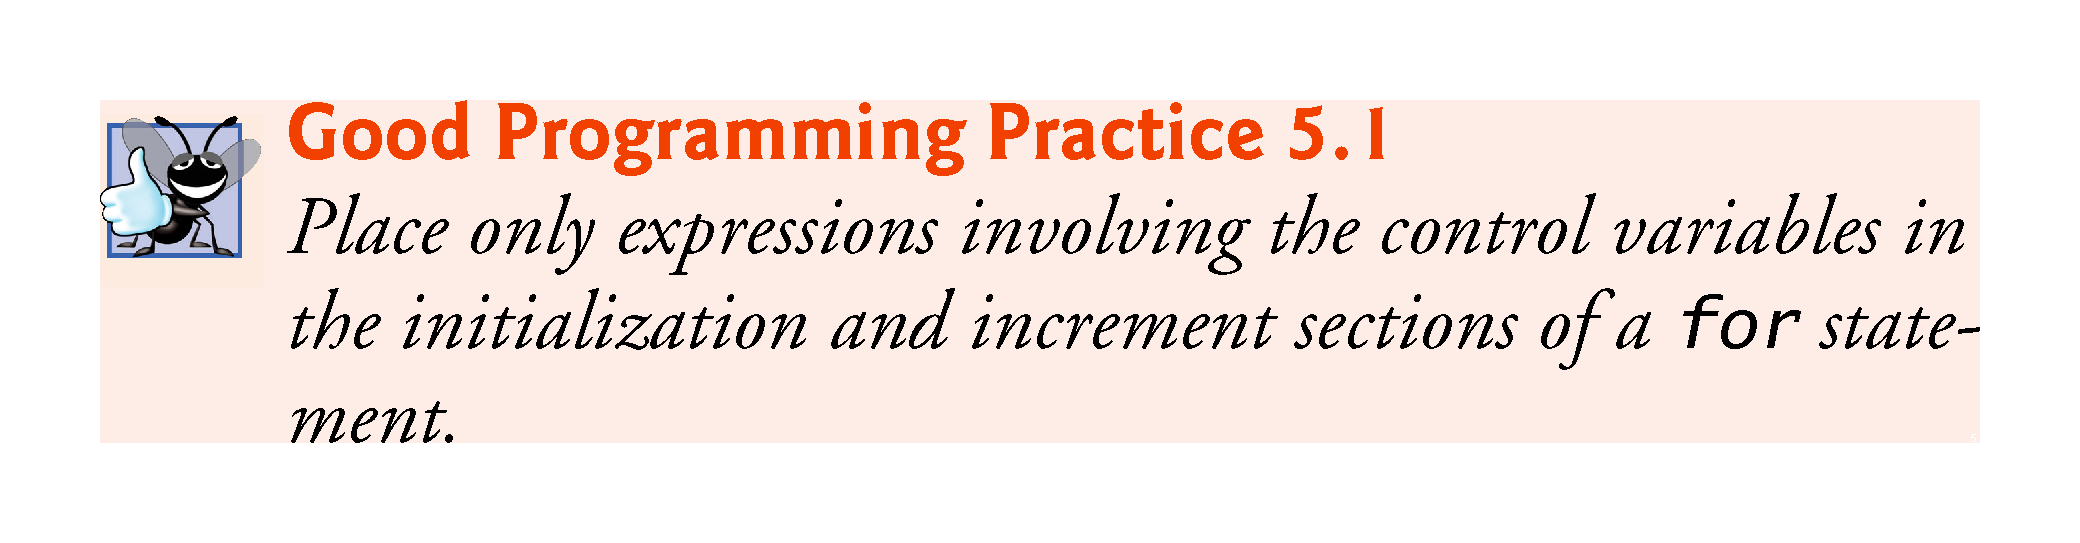 Good Programming Practice 5.1
Place only expressions involving the control variables in
the initialization and increment sections of a for state-
ment.